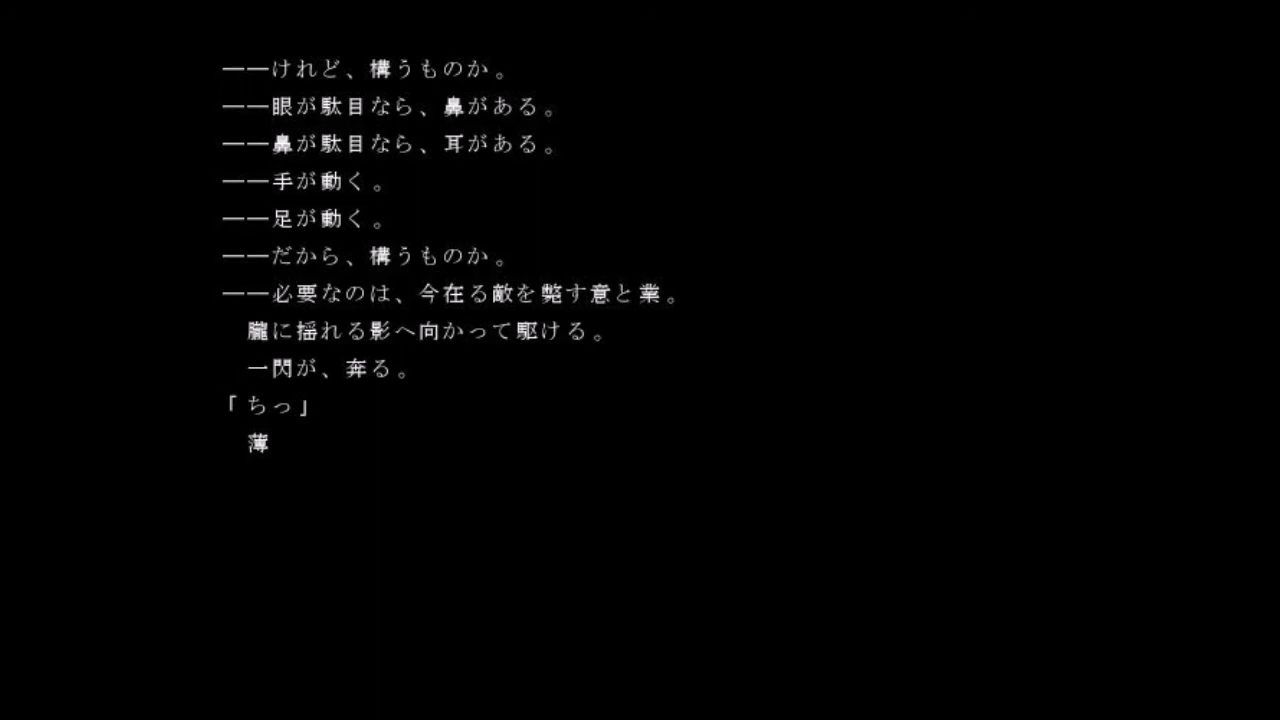 ――けれど、構うものか。
――眼が駄目なら、鼻がある。
――鼻が駄目なら、耳がある。
――手が動く。
――足が動く。
――だから、構うものか。
――必要なのは、今在る敵を斃す意と業。
朧に揺れる影へ向かって駆ける。
一閃が、奔る。
「ちっ」
薄